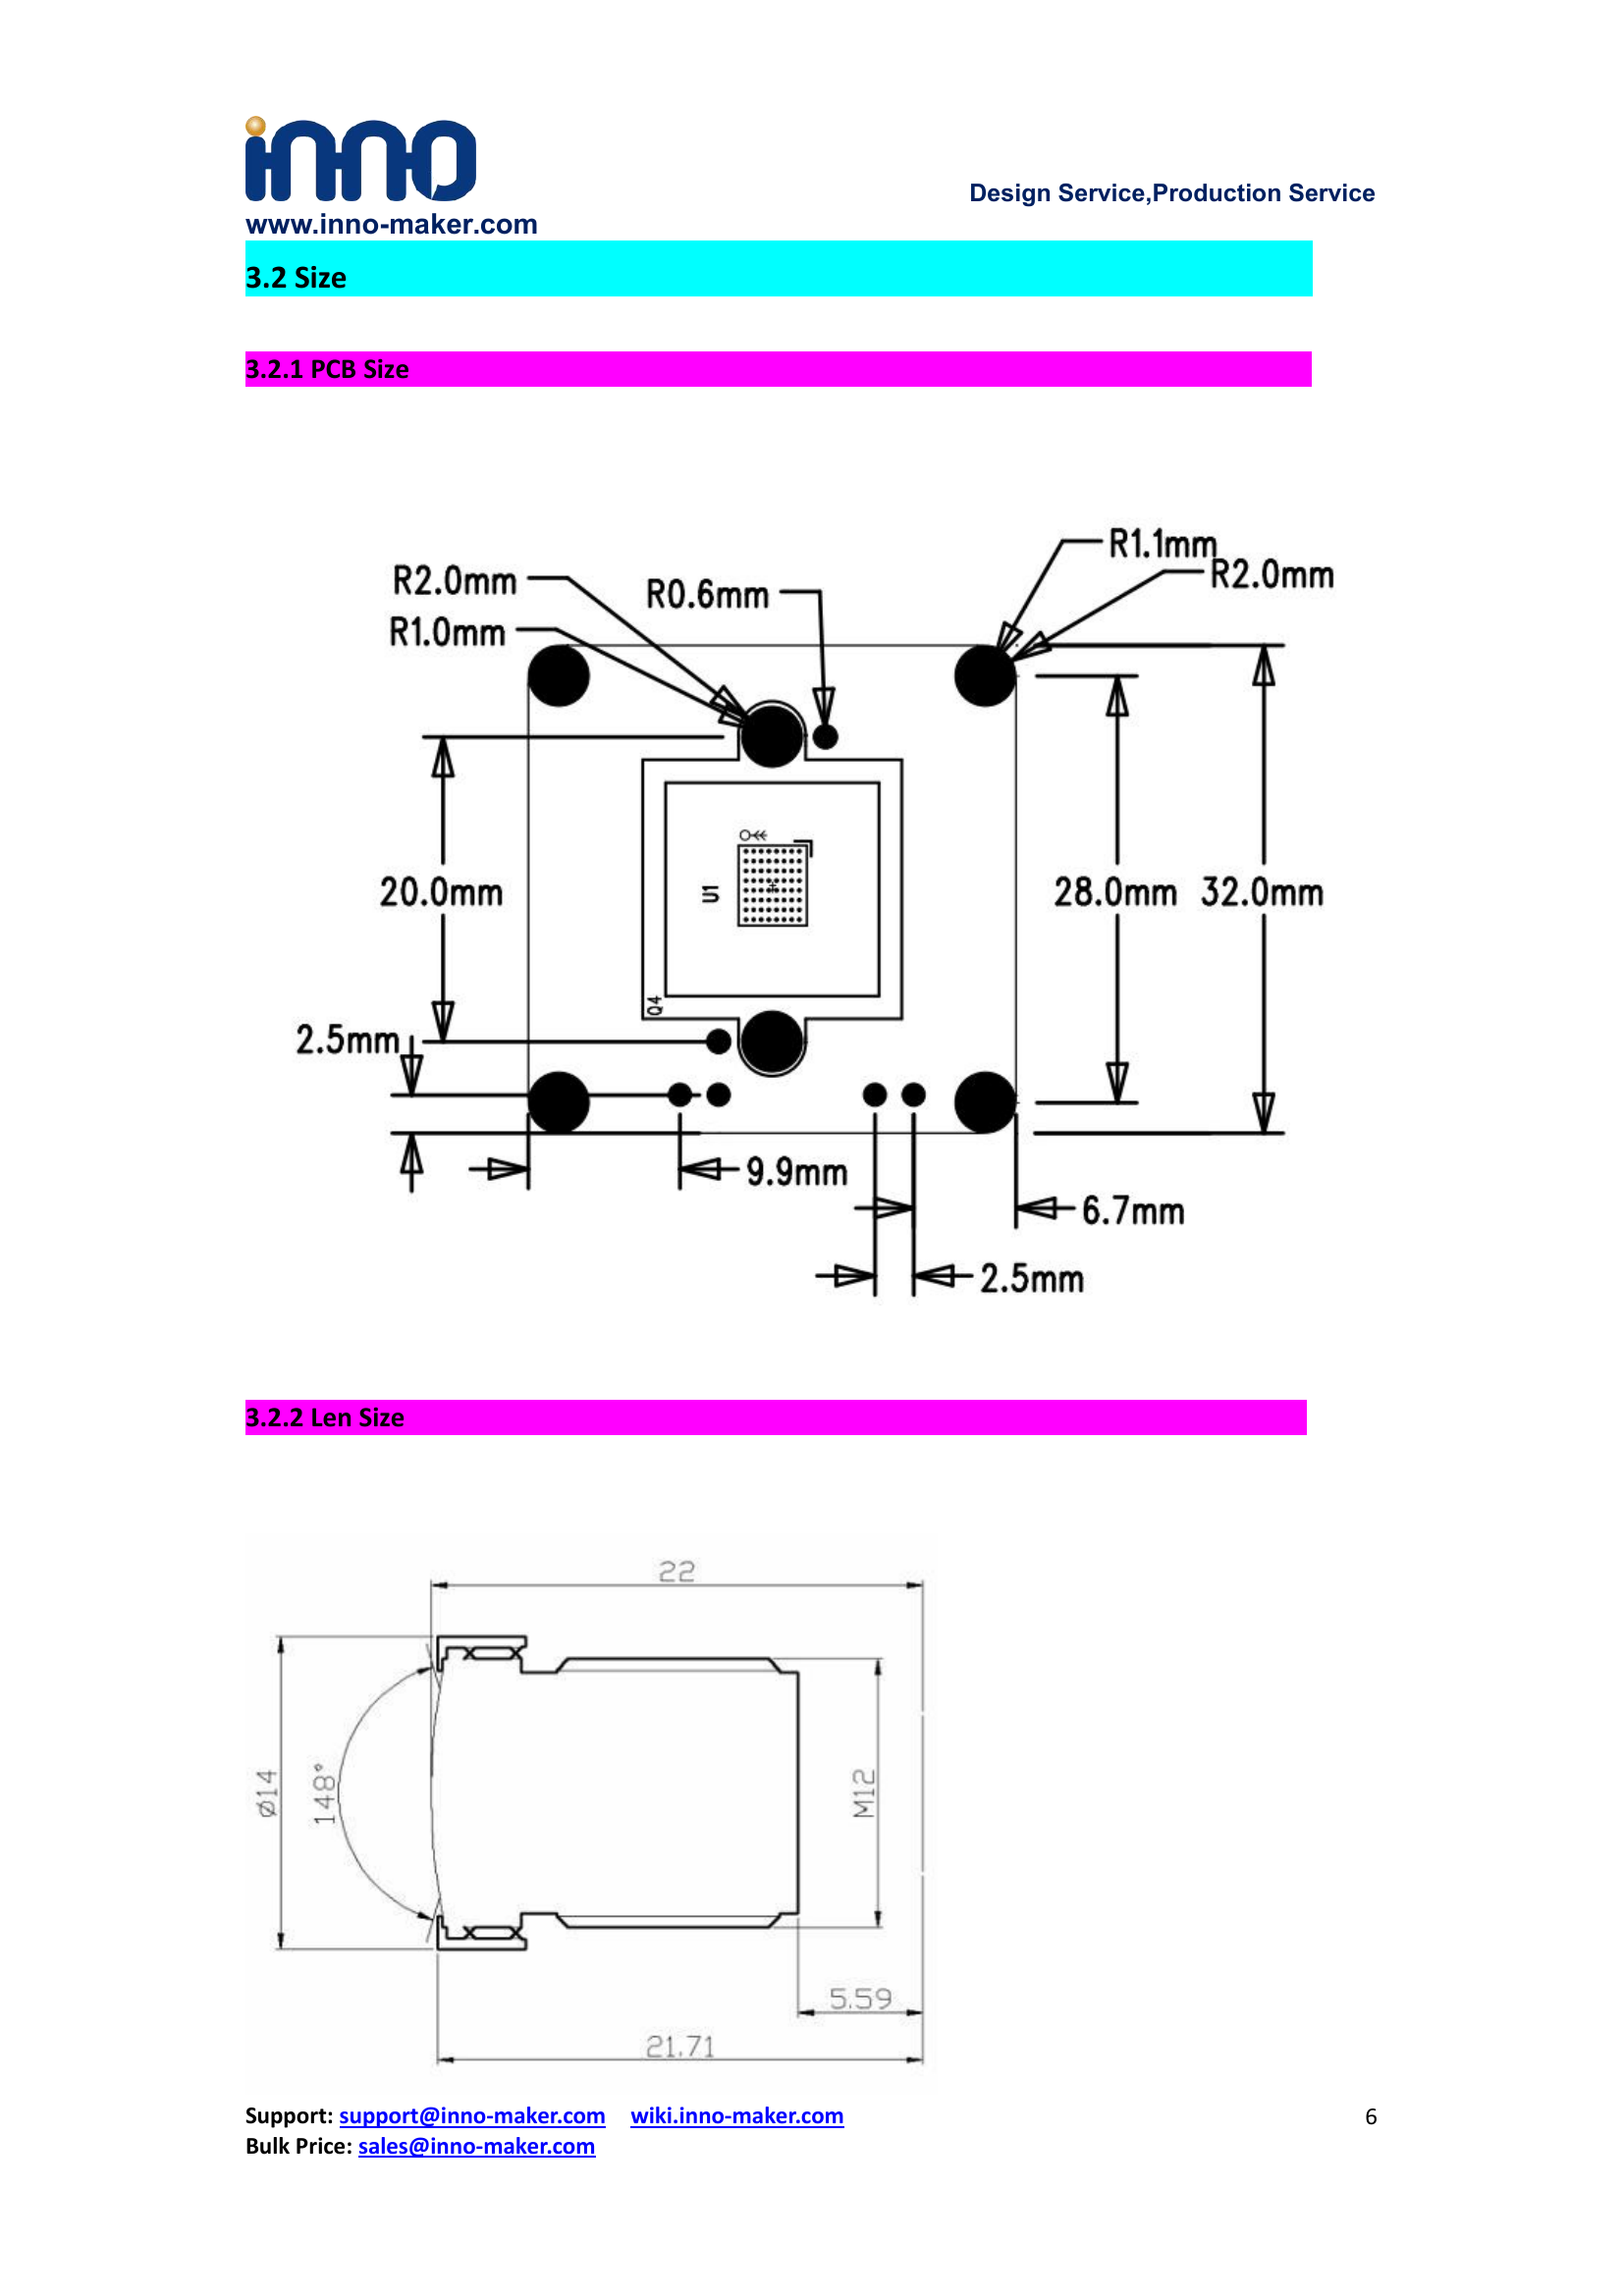 inno
www.inno-maker.com
Design Service,Production Service
3.2 Size
3.2.1 PCB Size
R1.1mm
R2.0mm
R2.0mm
R0.6mm
R1.0mm
20.0mm
U1
28.0mm
32.0mm
Q4
2.5mm
9.9mm
6.7mm
2.5mm
3.2.2 Len Size
22
Ø14
148°
M12
5.59
21.71
Support: support@inno-maker.com wiki.inno-maker.com
6
Bulk Price: sales@inno-maker.com